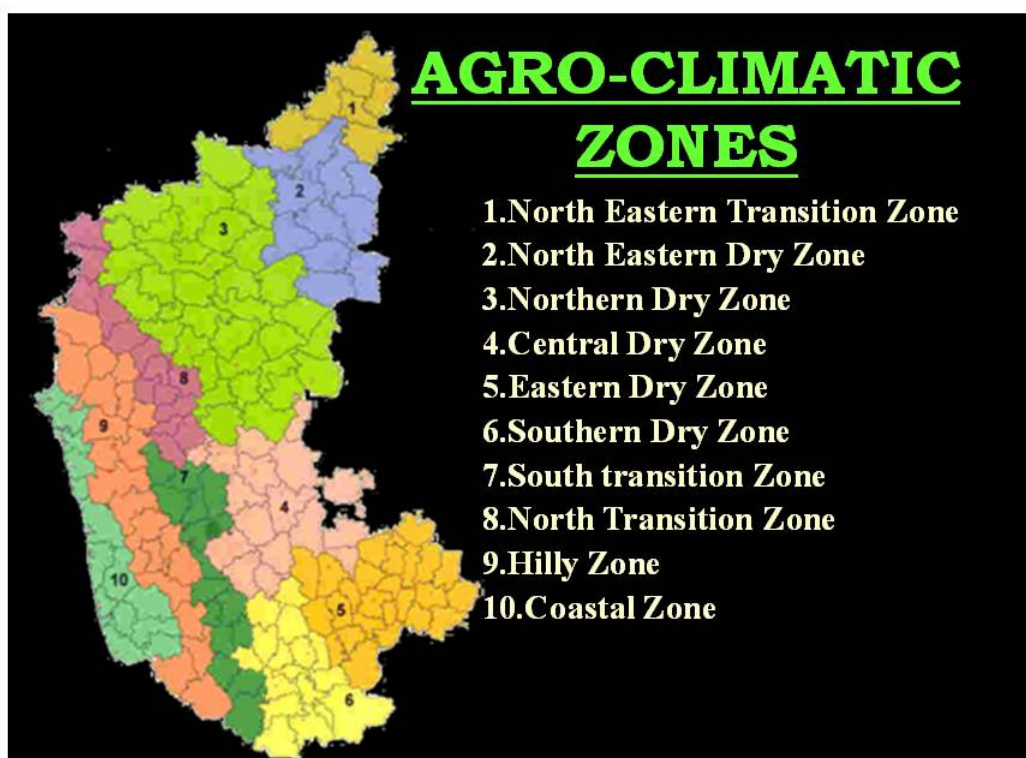 AGRO-CLIMATIC
ZONES
1.North Eastern Transition Zone
2.North Eastern Dry Zone
3.Northern Dry Zone
4.Central Dry Zone
5.Eastern Dry Zone
6.Southern Dry Zone
7.South transition Zone
8.North Transition Zone
9.Hilly Zone
10.Coastal Zone
1
2
3
8
9
7
4
10
5
6